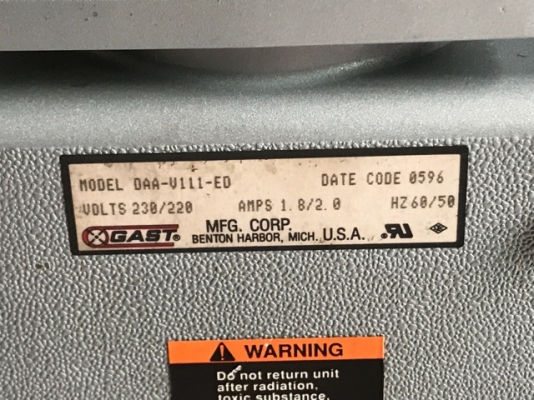 MODEL DAA-V111-ED DATE CODE 0596
VOLTS 230/220 AMPS 1.8/2.0 HZ 60/50
GAST® MFG. CORP.
BENTON HARBOR, MICH. U.S.A.
WARNING
Do not return unit
after radiation,
toxic substance,